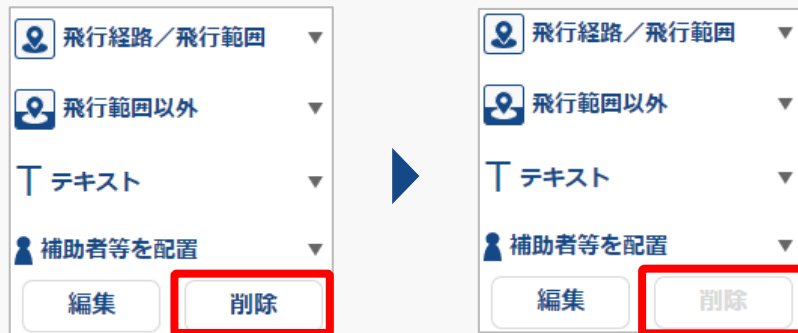 飛行経路／飛行範囲 ▼
飛行範囲以外 ▼
テキスト ▼
補助者等を配置 ▼
編集 削除
飛行経路／飛行範囲 ▼
飛行範囲以外 ▼
テキスト ▼
補助者等を配置 ▼
編集 削除